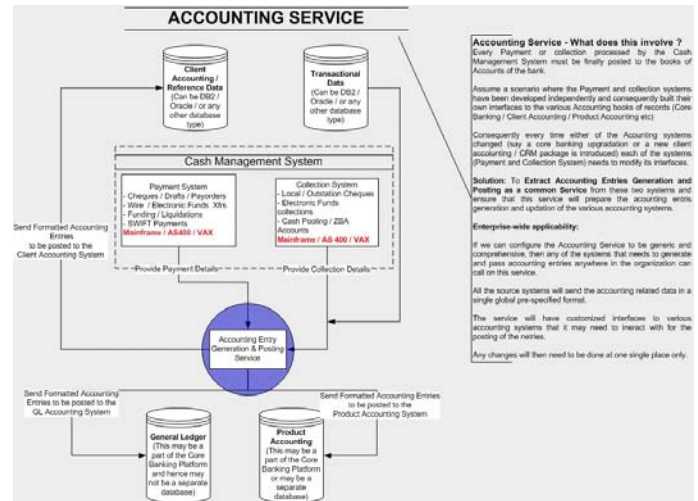 ACCOUNTING SERVICE
Client
Accounting /
Reference Data
(Can be DB2 /
Oracle / or any
other database
type)
Transactional
Data
(Can be DB2 /
Oracle / or any
other database
type)
Cash Management System
Payment System
- Cheques / Drafts / Payorders
- Wire / Electronic Funds Xfrs
- Funding / Liquidations
- SWIFT Payments
Mainframe / AS400 / VAX
Collection System
- Local / Outstation Cheques
- Electronic Funds
collections
- Cash Pooling / ZBA
Accounts
Mainframe / AS 400 / VAX
Provide Payment Details
Provide Collection Details
Send Formatted Accounting
Entries
to be posted to the
Client Accounting System
Accounting Entry
Generation & Posting
Service
Send Formatted Accounting
Entries to be posted to the
GL Accounting System
Send Formatted Accounting Entries
to be posted to the
Product Accounting System
General Ledger
(This may be a
part of the Core
Banking Platform
and hence may
not be a separate
database)
Product
Accounting
(This may be a
part of the Core
Banking Platform
or may be a
separate
database)
Accounting Service - What does this involve ?
Every Payment or collection processed by the Cash
Management System must be finally posted to the books of
Accounts of the bank.
Assume a scenario where the Payment and collection systems
have been developed independently and consequently built their
own interfaces to the various Accounting books of records (Core
Banking / Client Accounting / Product Accounting etc)
Consequently every time either of the Acounting systems
changed (say a core banking upgradation or a new client
accolunting / CRM package is introduced) each of the systems
(Payment and Collection System) needs to modify its interfaces.
Solution: To Extract Accounting Entries Generation and
Posting as a common Service from these two systems and
ensure that this service will prepare the acounting entrois
generation and updation of the various accounting systems.
Enterprise-wide applicability:
If we can configure the Accounting Service to be generic and
comprehensive, then any of the systems that needs to generate
and pass accounting entries anywhere in the organization can
call on this service.
All the source systems will send the accounting related data in a
single global pre-specified format.
The service will have customized interfaces to various
accounting systems that it may need to ineract with for the
posting of the netries.
Any changes will then need to be done at one single place only.